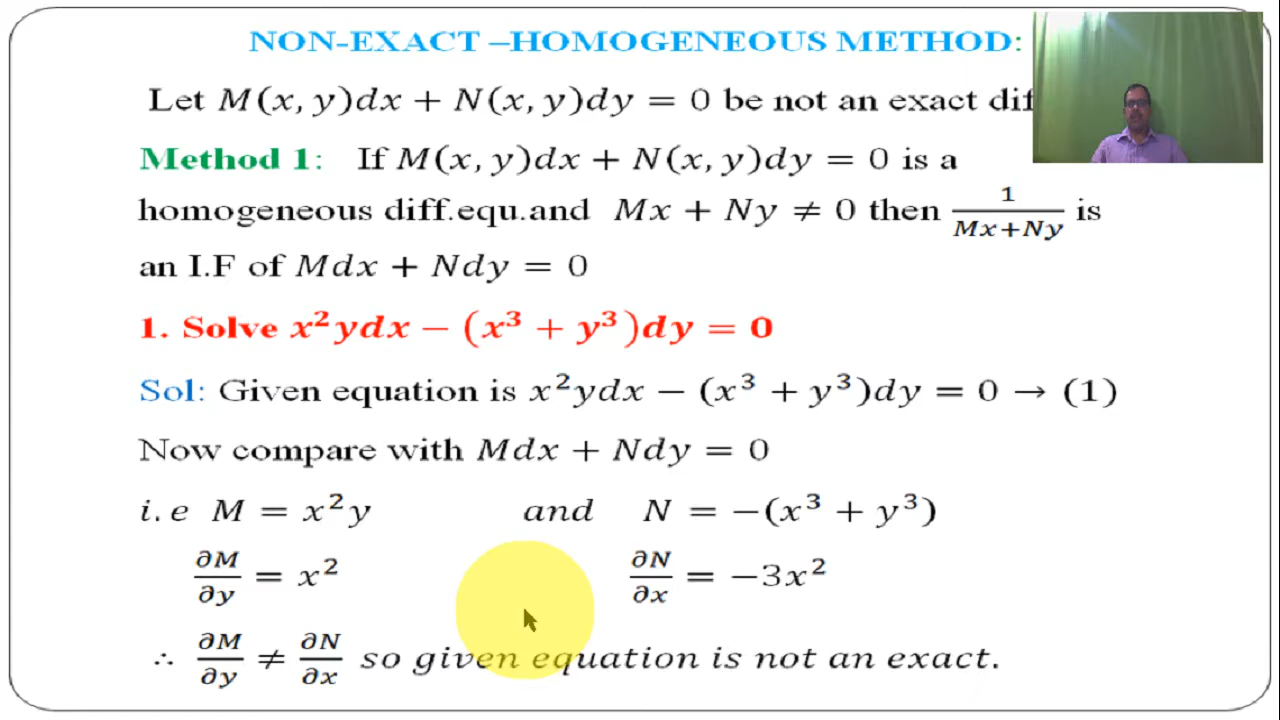 NON-EXACT –HOMOGENEOUS METHOD:
Let M(x, y)dx + N(x, y)dy = 0 be not an exact dif
Method 1: If M(x, y)dx + N(x, y)dy = 0 is a
homogeneous diff.equ.and Mx + Ny ≠ 0 then 1/(Mx+Ny) is
an I.F of Mdx + Ndy = 0
1. Solve x²ydx − (x³ + y³)dy = 0
Sol: Given equation is x²ydx − (x³ + y³)dy = 0 → (1)
Now compare with Mdx + Ndy = 0
i.e M = x²y and N = −(x³ + y³)
∂M/∂y = x² ∂N/∂x = −3x²
∴ ∂M/∂y ≠ ∂N/∂x so given equation is not an exact.